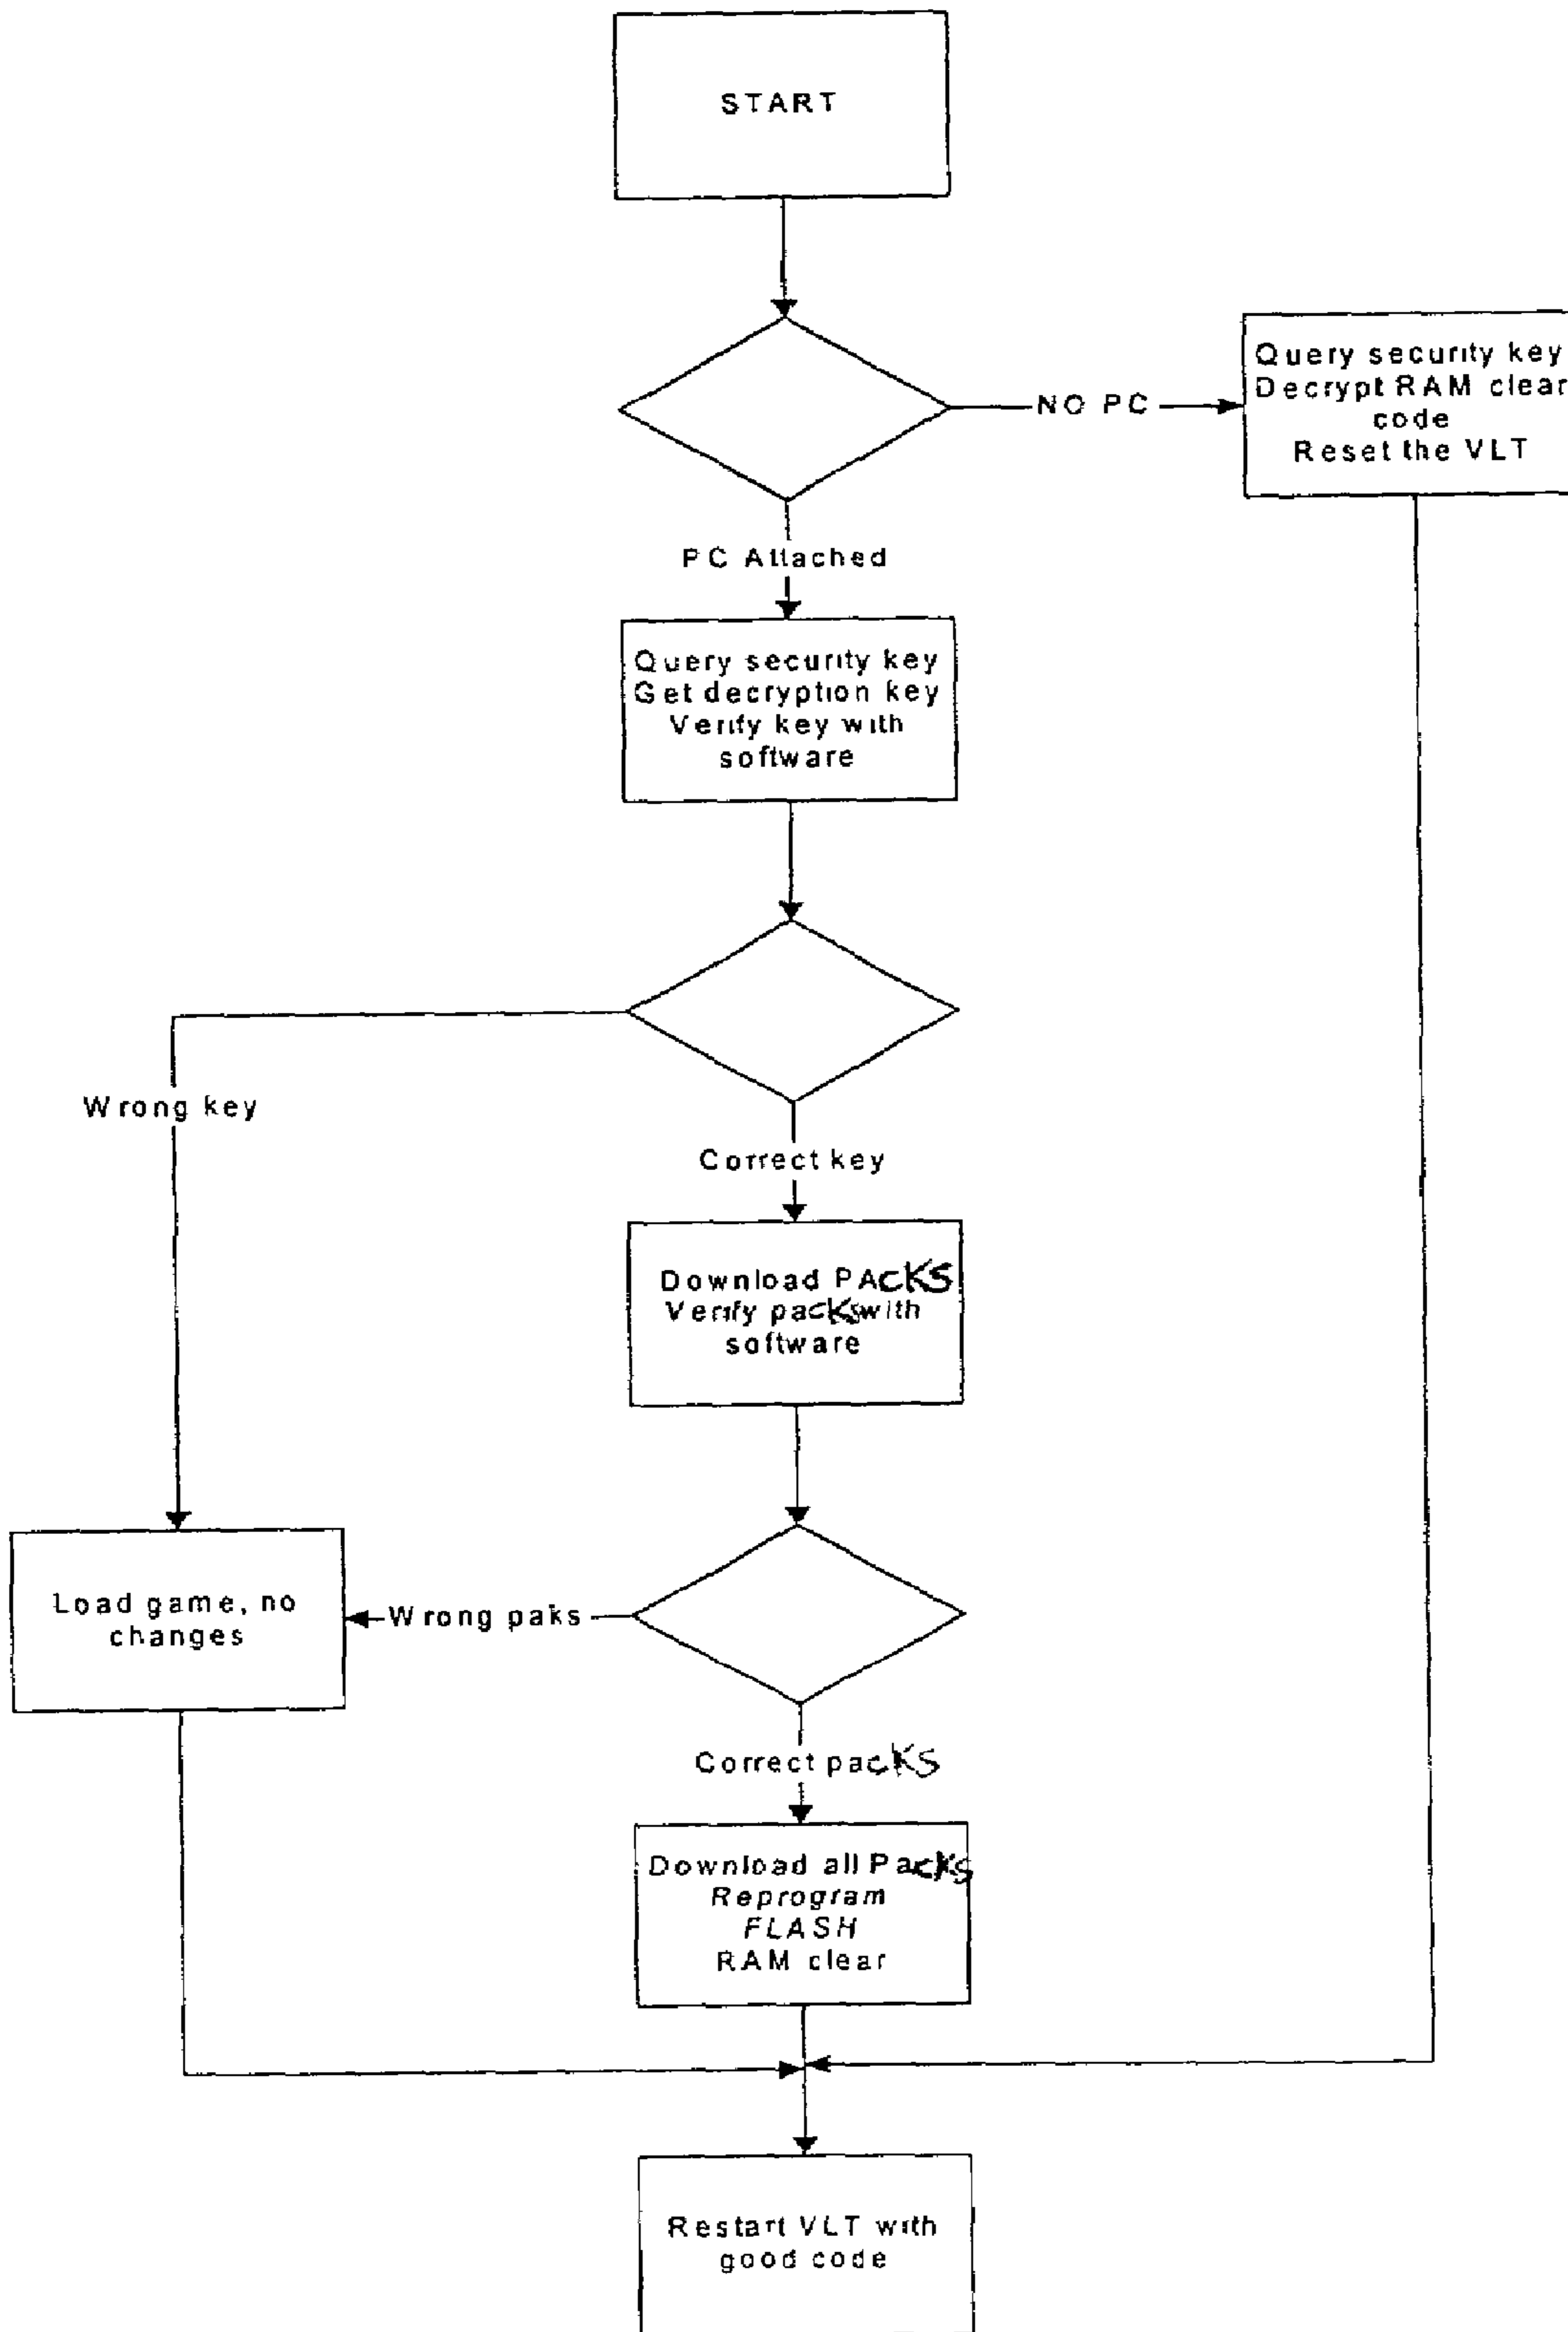 START
NO PC
Query security key
Decrypt RAM clear
code
Reset the VLT
PC Attached
Query security key
Get decryption key
Verify key with
software
Wrong key
Correct key
Download PAcKS
Verify packs with
software
Load game, no
changes
Wrong paks
Correct packS
Download all Packs
Reprogram
FLASH
RAM clear
Restart VLT with
good code